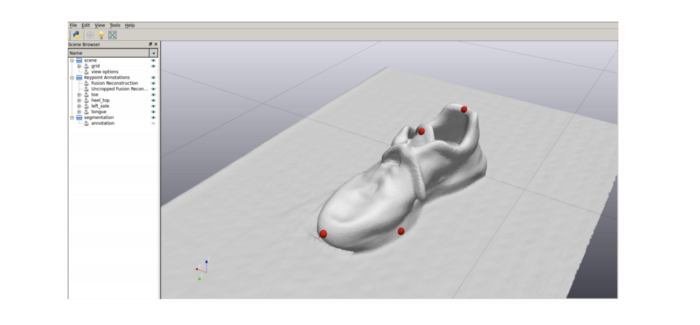 File Edit View Tools Help
Scene Browser
Name
scene
grid
view options
Keypoint Annotations
Fusion Reconstruction
Uncropped Fusion Recon...
toe
heel_top
left_sole
tongue
segmentation
annotation